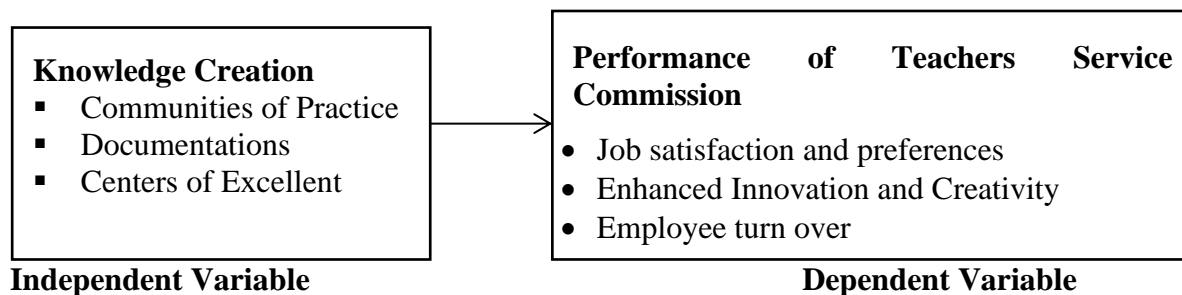 Knowledge Creation
▪ Communities of Practice
▪ Documentations
▪ Centers of Excellent
Performance of Teachers Service
Commission
• Job satisfaction and preferences
• Enhanced Innovation and Creativity
• Employee turn over
Independent Variable
Dependent Variable